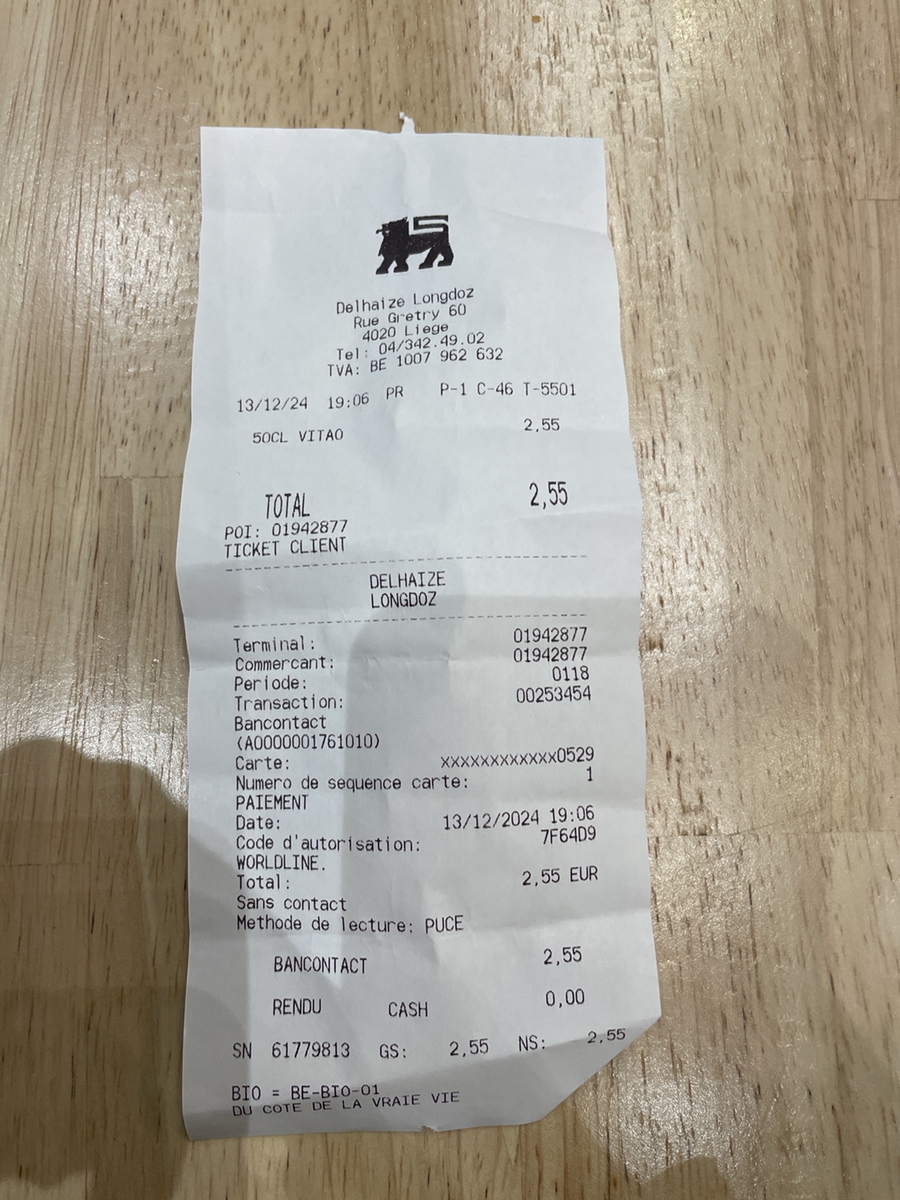 Delhaize Longdoz
Rue Gretry 60
4020 Liege
Tel: 04/342.49.02
TVA: BE 1007 962 632
13/12/24 19:06 PR P-1 C-46 T-5501
50CL VITAO 2,55
TOTAL 2,55
POI: 01942877
TICKET CLIENT
DELHAIZE
LONGDOZ
Terminal: 01942877
Commercant: 01942877
Periode: 0118
Transaction: 00253454
Bancontact
(A0000001761010)
Carte: xxxxxxxxxxxx0529
Numero de sequence carte: 1
PAIEMENT
Date: 13/12/2024 19:06
Code d'autorisation: 7F64D9
WORLDLINE.
Total: 2,55 EUR
Sans contact
Methode de lecture: PUCE
BANCONTACT 2,55
RENDU CASH 0,00
SN 61779813 GS: 2,55 NS: 2,55
BIO = BE-BIO-01
DU COTE DE LA VRAIE VIE